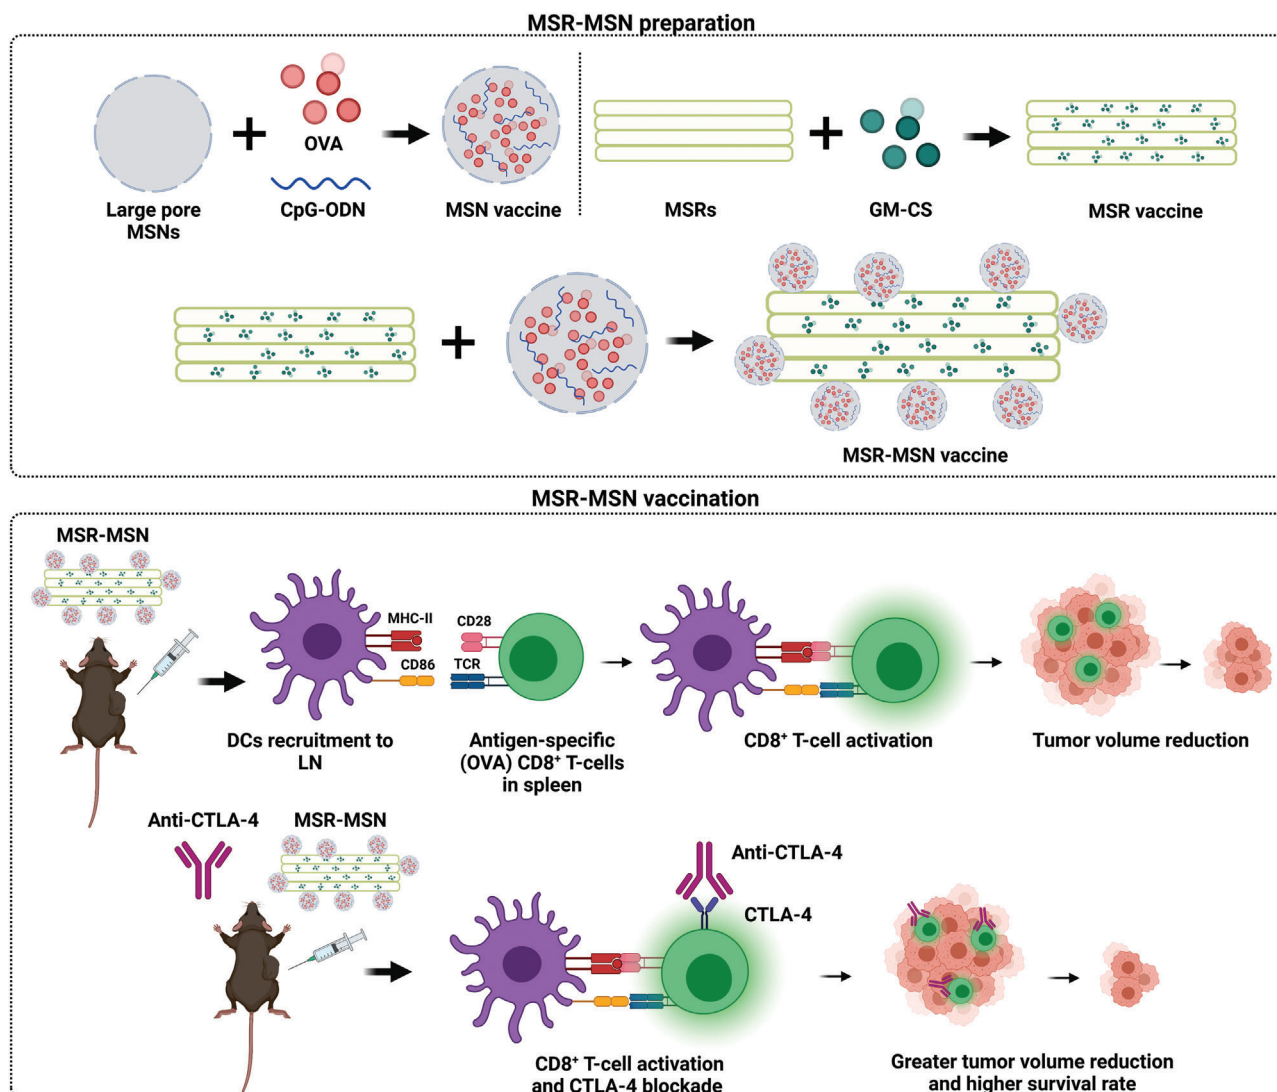 MSR-MSN preparation
OVA
Large pore
MSNs
CpG-ODN
MSN vaccine
MSRs
GM-CS
MSR vaccine
MSR-MSN vaccine
MSR-MSN vaccination
MSR-MSN
MHC-II
CD86
CD28
TCR
DCs recruitment to
LN
Antigen-specific
(OVA) CD8⁺ T-cells
in spleen
CD8⁺ T-cell activation
Tumor volume reduction
Anti-CTLA-4
MSR-MSN
Anti-CTLA-4
CTLA-4
CD8⁺ T-cell activation
and CTLA-4 blockade
Greater tumor volume reduction
and higher survival rate